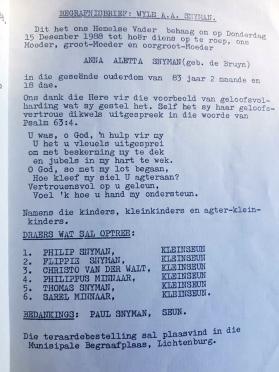 BEGRAFNISBRIEF: WYLE A.A. SNYMAN.
Dit het ons Hemelse Vader behaag om op Donderdag
15 Desember 1988 tot hoër diens op te roep, ons
Moeder, groot-Moeder en oorgroot-Moeder
ANNA ALETTA SNYMAN(geb. de Bruyn)
in die geseënde ouderdom van 83 jaar 2 maande en
18 dae.
Ons dank die Here vir die voorbeeld van geloofsvol-
harding wat my gestel het. Self het sy haar geloofs-
vertroue dikwels uitgespreek in die woorde van
Psalm 63:4.
U was, o God, 'n hulp vir my
U het u vleuels uitgesprei
om met beskerming my te dek
en jubels in my hart te wek.
O God, so met my lot begaan,
Hoe kleef my siel U agteraan?
Vertrouensvol op u geleun,
Voel 'k hoe u hand my ondersteun.
Namens die kinders, kleinkinders en agter-klein-
kinders.
DRAERS WAT SAL OPTREE:
1. PHILIP SNYMAN, KLEINSEUN
2. FLIPPIE SNYMAN, KLEINSEUN.
3. CHRISTO VAN DER WALT, KLEINSEUN.
4. PHILIPPUS MINNAAR, KLEINSEUN.
5. THOMAS SNYMAN, KLEINSEUN.
6. SAREL MINNAAR, KLEINSEUN.
BEDANKINGS: PAUL SNYMAN, SEUN.
Die teraardebestelling sal plaasvind in die
Munisipale Begraafplaas, Lichtenburg.